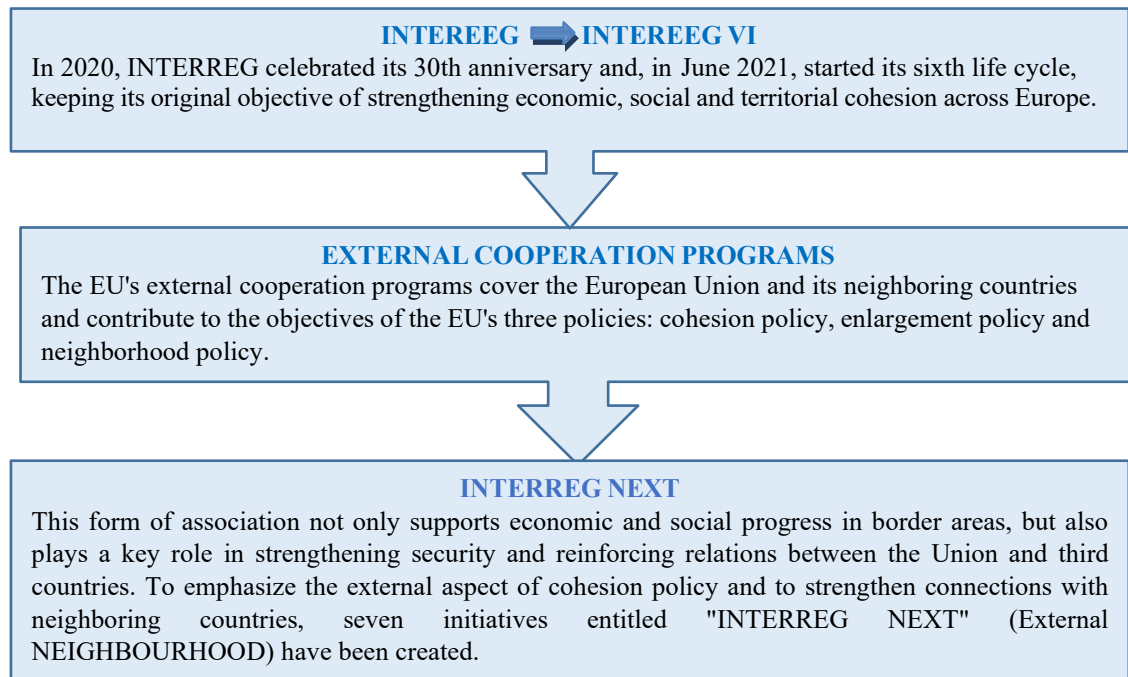 INTEREEG INTEREEG VI
In 2020, INTERREG celebrated its 30th anniversary and, in June 2021, started its sixth life cycle,
keeping its original objective of strengthening economic, social and territorial cohesion across Europe.
EXTERNAL COOPERATION PROGRAMS
The EU's external cooperation programs cover the European Union and its neighboring countries
and contribute to the objectives of the EU's three policies: cohesion policy, enlargement policy and
neighborhood policy.
INTERREG NEXT
This form of association not only supports economic and social progress in border areas, but also
plays a key role in strengthening security and reinforcing relations between the Union and third
countries. To emphasize the external aspect of cohesion policy and to strengthen connections with
neighboring countries, seven initiatives entitled "INTERREG NEXT" (External
NEIGHBOURHOOD) have been created.